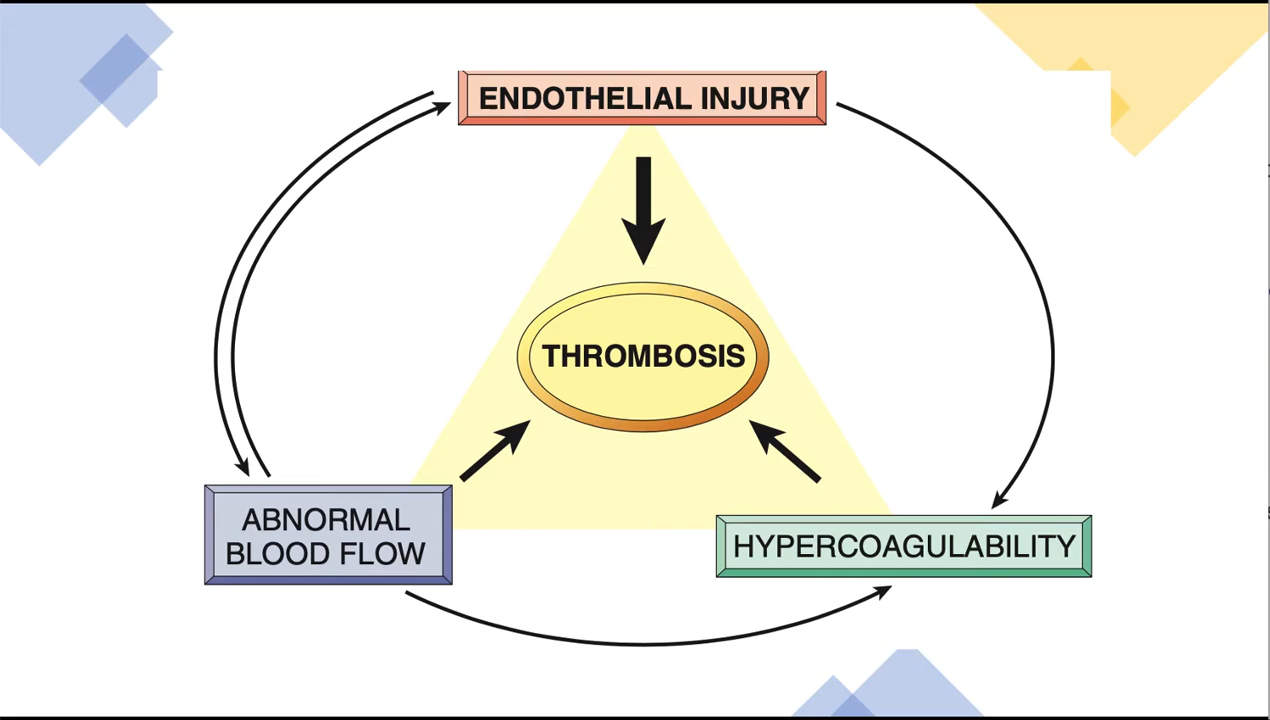 ENDOTHELIAL INJURY
THROMBOSIS
ABNORMAL
BLOOD FLOW
HYPERCOAGULABILITY